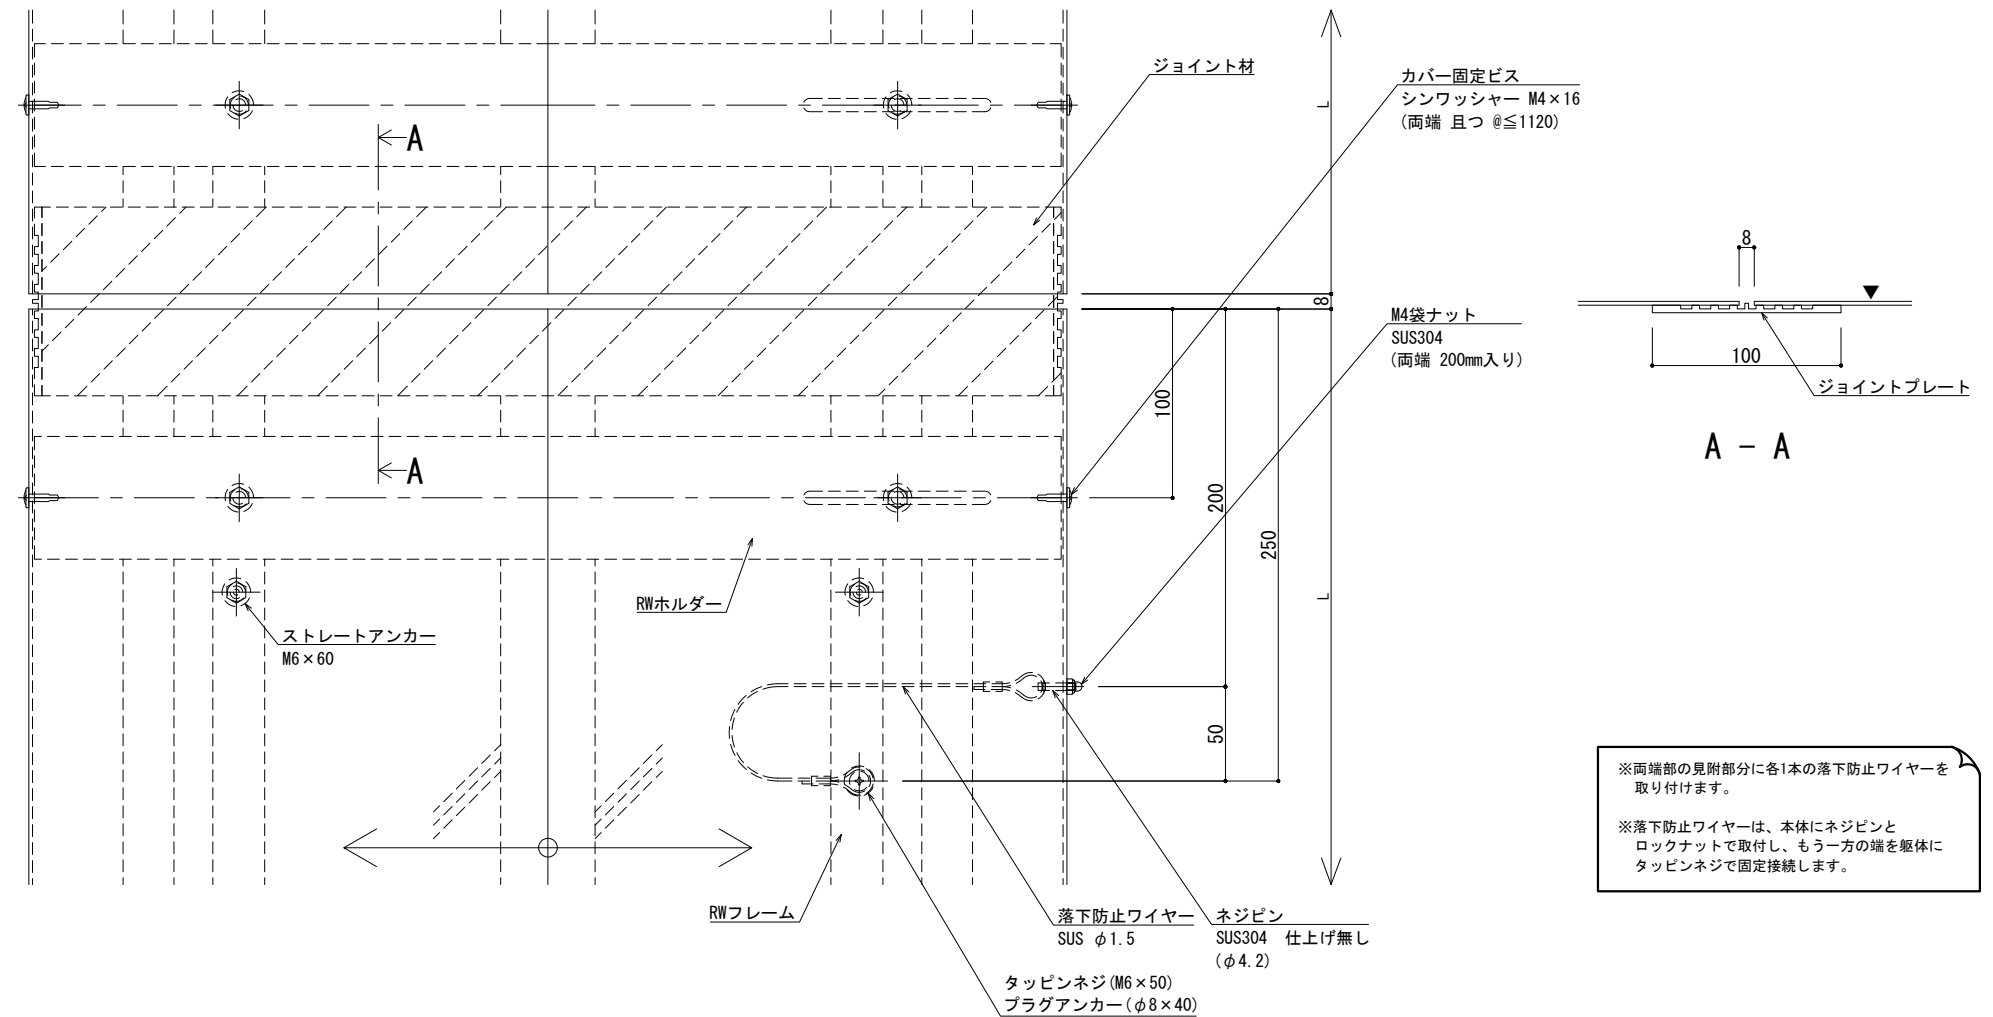 ジョイント材
カバー固定ビス
シンワッシャー M4×16
(両端 且つ @≦1120)
L
A
8
8
M4袋ナット
SUS304
(両端 200mm入り)
100
ジョイントプレート
A － A
100
A
200
250
RWホルダー
L
ストレートアンカー
M6×60
50
※両端部の見附部分に各1本の落下防止ワイヤーを
取り付けます。
※落下防止ワイヤーは、本体にネジピンと
ロックナットで取付し、もう一方の端を躯体に
タッピンネジで固定接続します。
RWフレーム
落下防止ワイヤー
SUS φ1.5
ネジピン
SUS304 仕上げ無し
(φ4.2)
タッピンネジ(M6×50)
プラグアンカー(φ8×40)